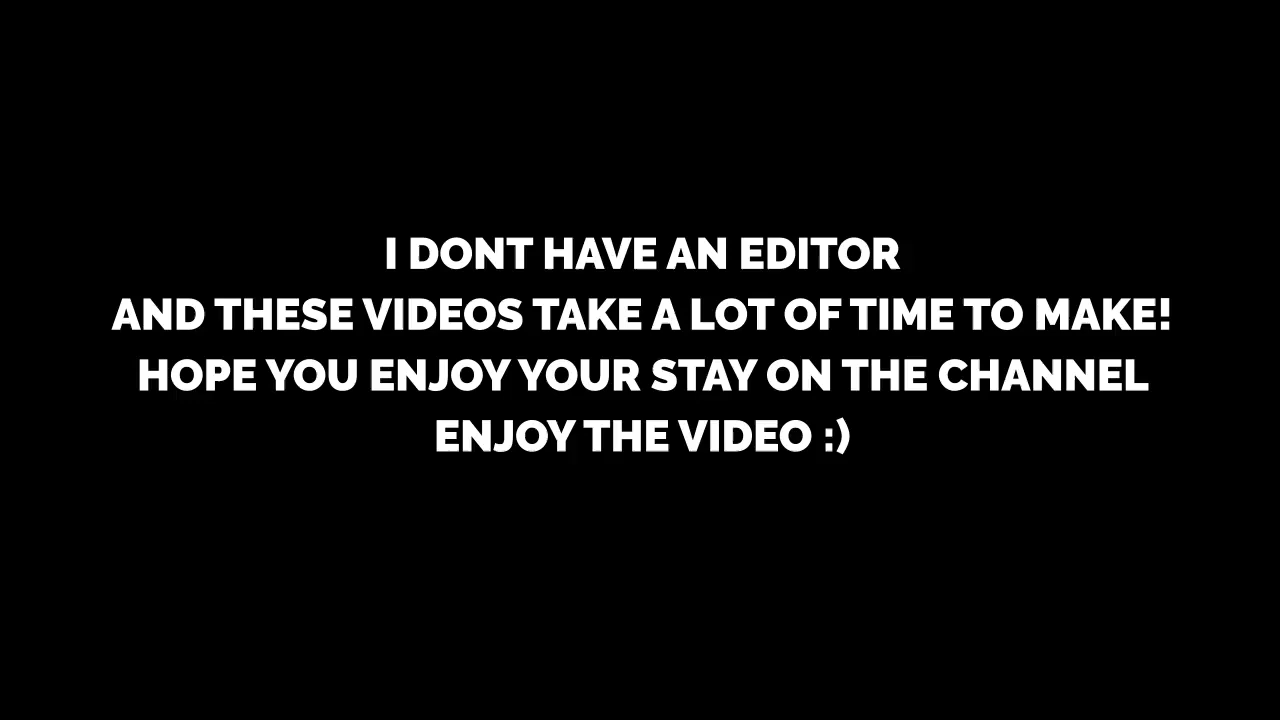 I DONT HAVE AN EDITOR
AND THESE VIDEOS TAKE A LOT OF TIME TO MAKE!
HOPE YOU ENJOY YOUR STAY ON THE CHANNEL
ENJOY THE VIDEO :)